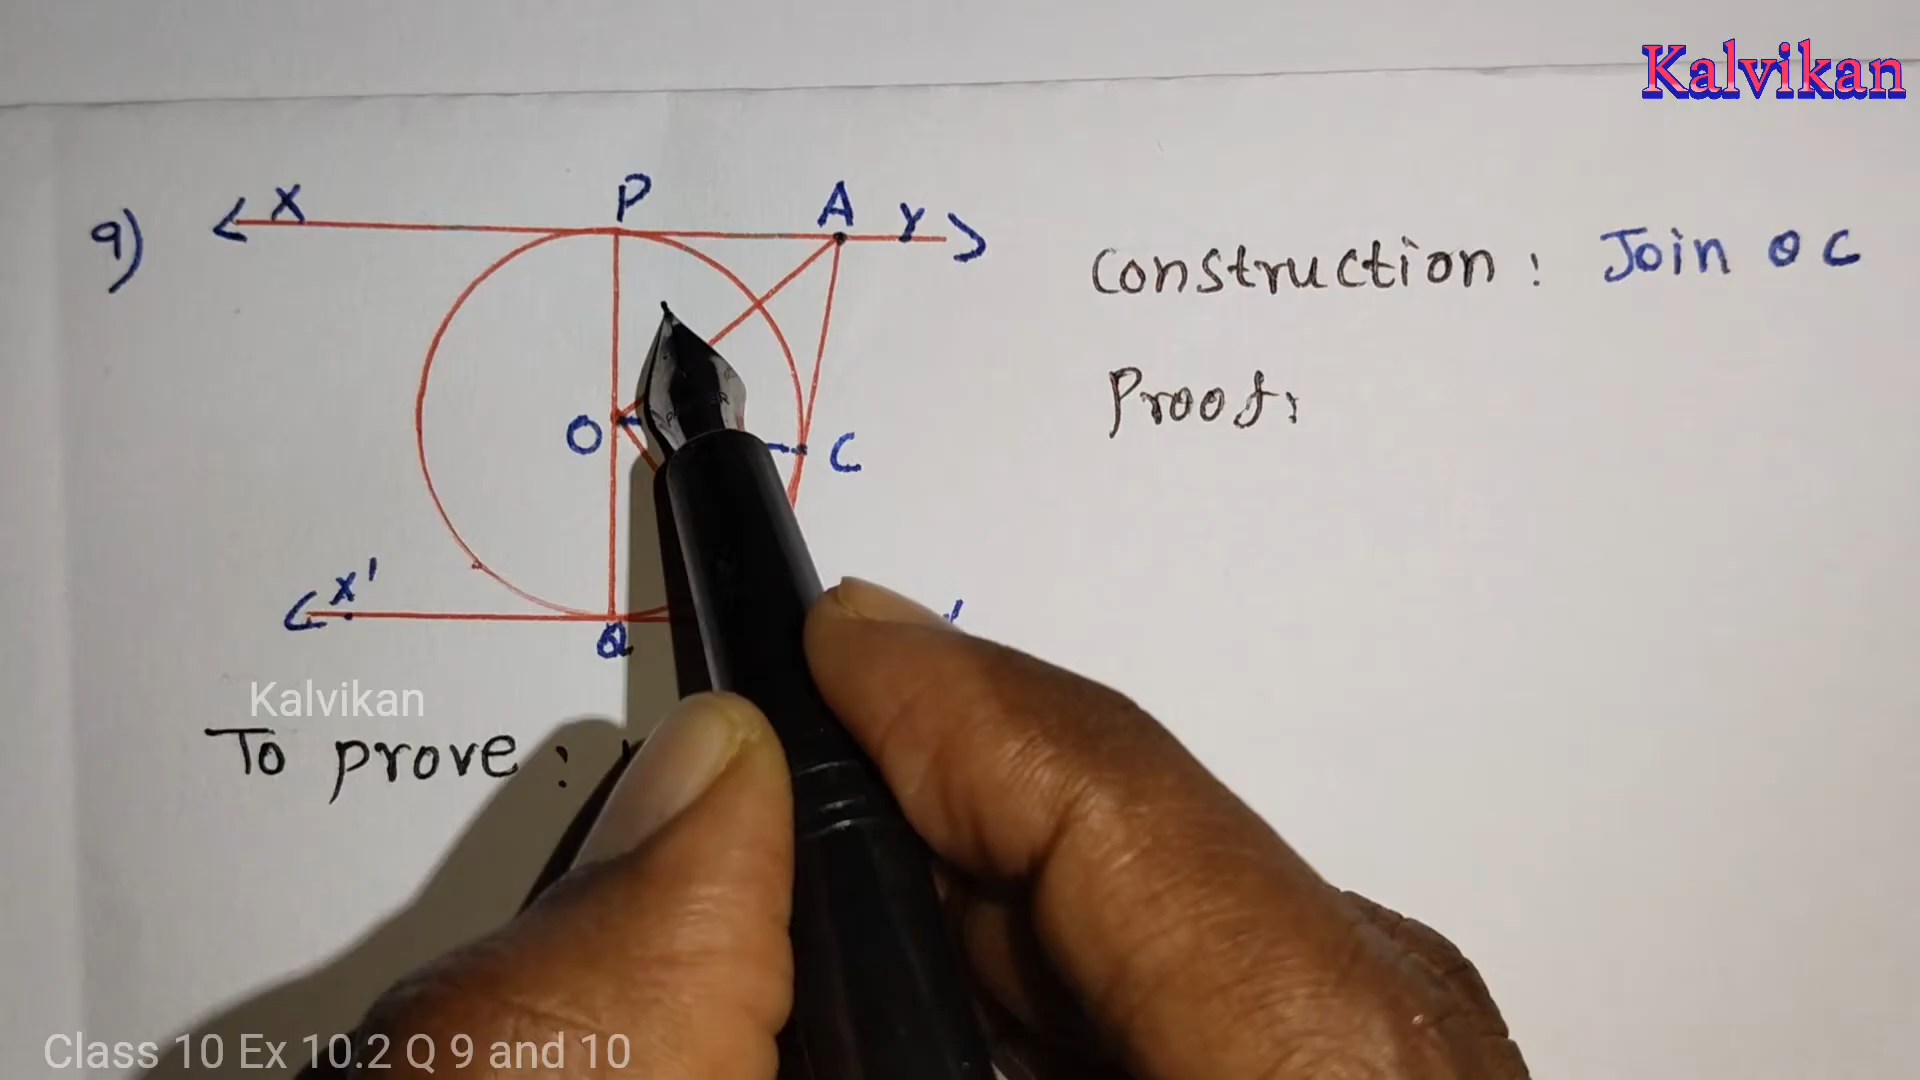 Kalvikan
9)
X P A Y
Construction : Join OC
Proof:
O C
X'
Q
Kalvikan
To prove :
Class 10 Ex 10.2 Q 9 and 10